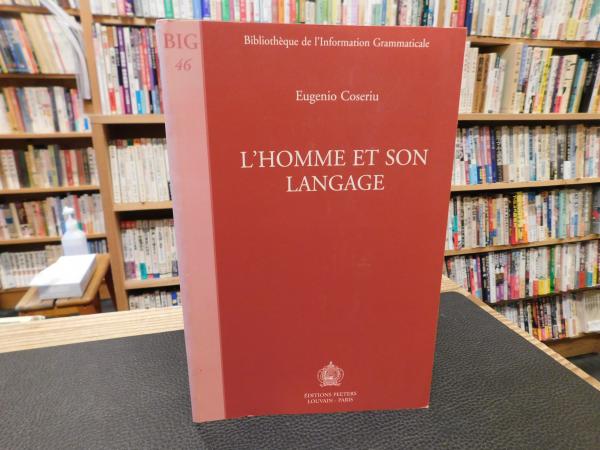 BIG
46
Bibliothèque de l'Information Grammaticale
Eugenio Coseriu
L'HOMME ET SON
LANGAGE
ÉDITIONS PEETERS
LOUVAIN - PARIS